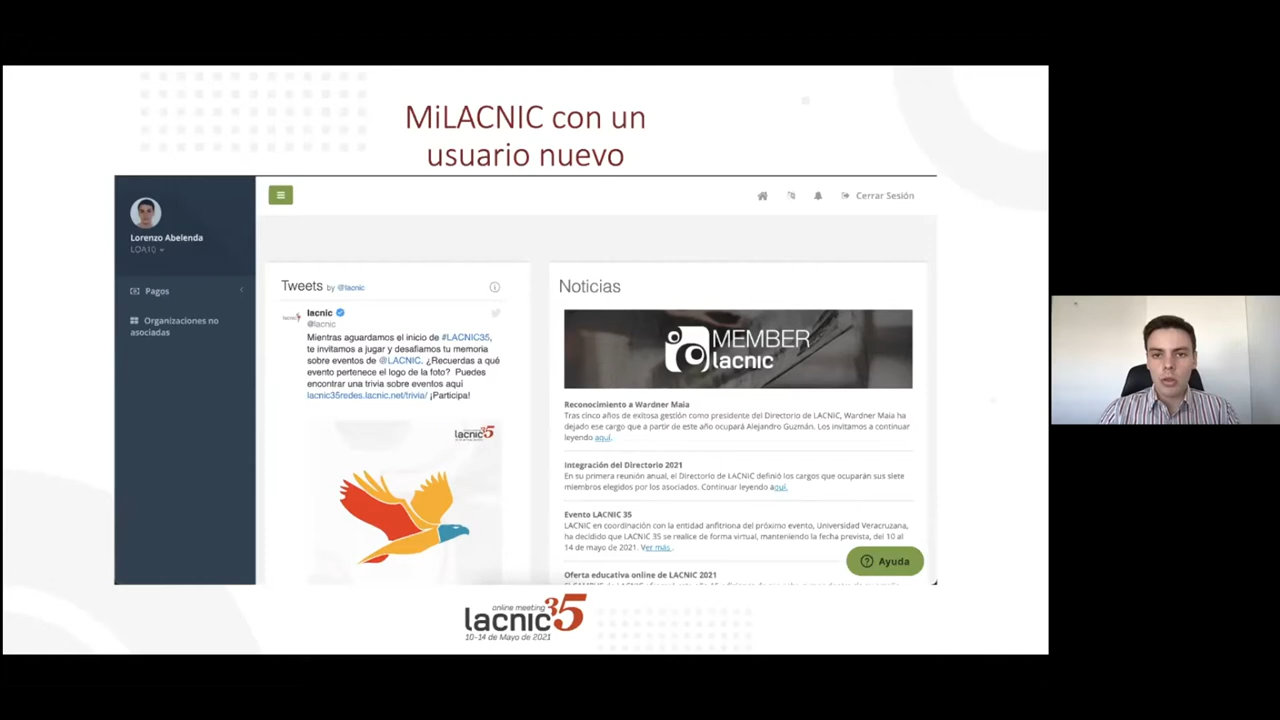 MiLACNIC con un
usuario nuevo
Lorenzo Abelenda
LOA10
Pagos
Organizaciones no
asociadas
Cerrar Sesión
Tweets by @lacnic
lacnic
@lacnic
Mientras aguardamos el inicio de #LACNIC35,
te invitamos a jugar y desafiamos tu memoria
sobre eventos de @LACNIC. ¿Recuerdas a qué
evento pertenece el logo de la foto? Puedes
encontrar una trivia sobre eventos aquí
lacnic35redes.lacnic.net/trivia/ ¡Participa!
lacnic35
Noticias
MEMBER
lacnic
Reconocimiento a Wardner Maia
Tras cinco años de exitosa gestión como presidente del Directorio de LACNIC, Wardner Maia ha
dejado ese cargo que a partir de este año ocupará Alejandro Guzmán. Los invitamos a continuar
leyendo aquí.
Integración del Directorio 2021
En su primera reunión anual, el Directorio de LACNIC definió los cargos que ocuparán sus siete
miembros elegidos por los asociados. Continuar leyendo aquí.
Evento LACNIC 35
LACNIC en coordinación con la entidad anfitriona del próximo evento, Universidad Veracruzana,
ha decidido que LACNIC 35 se realice de forma virtual, manteniendo la fecha prevista, del 10 al
14 de mayo de 2021. Ver más.
Oferta educativa online de LACNIC 2021
Ayuda
online meeting
lacnic35
10-14 de Mayo de 2021